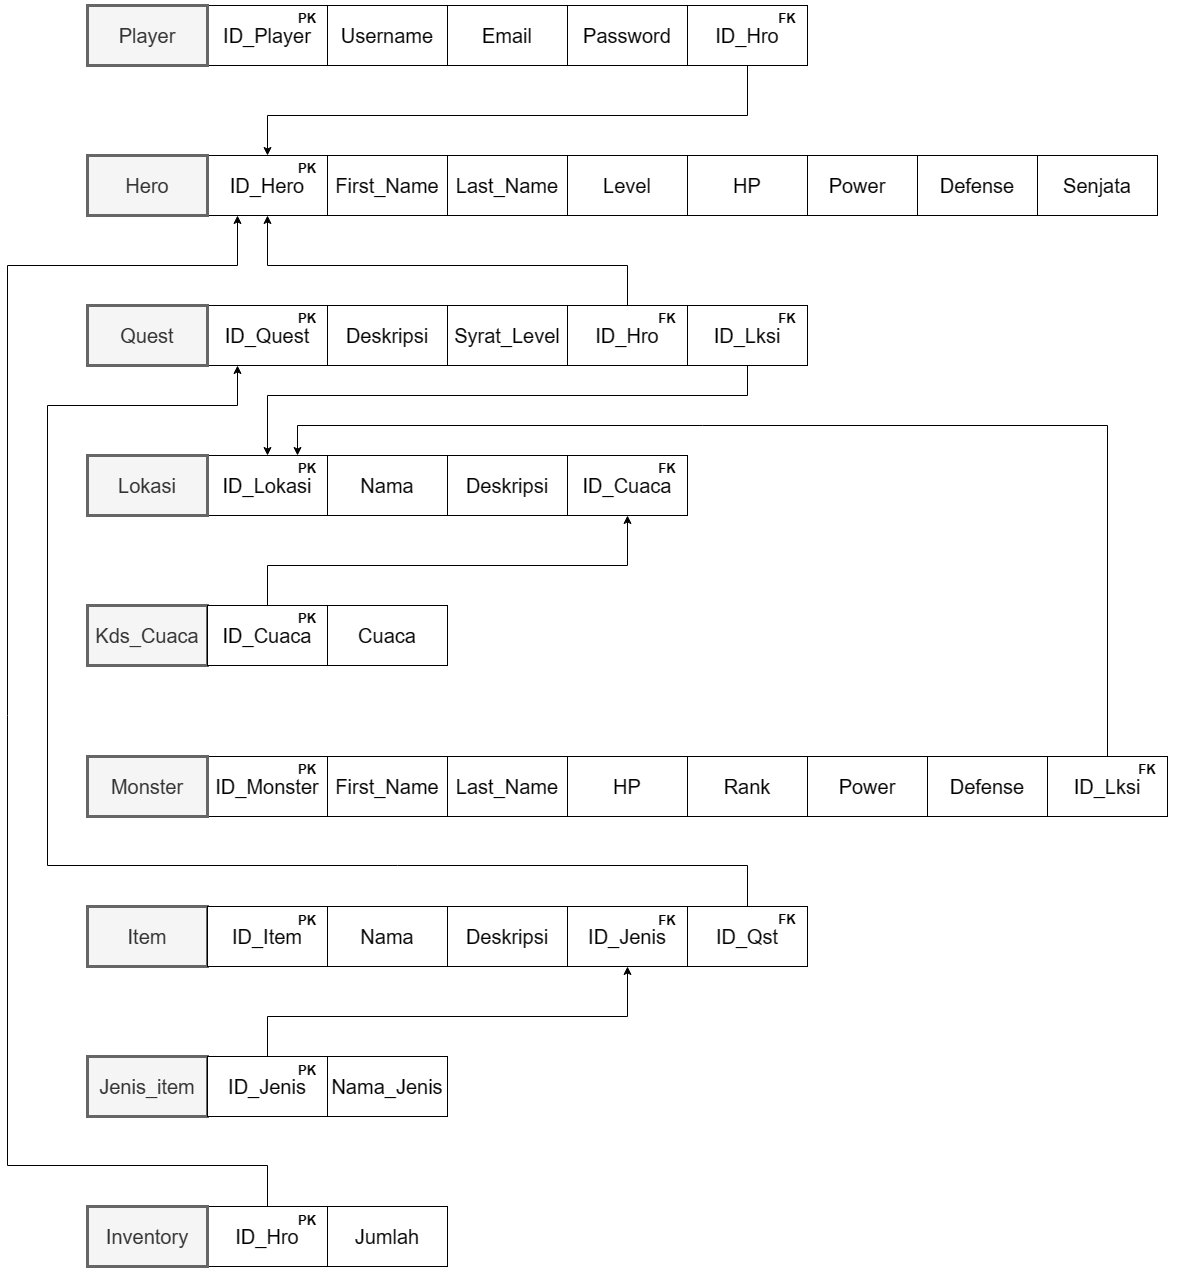 Player ID_Player PK Username Email Password ID_Hro FK
Hero ID_Hero PK First_Name Last_Name Level HP Power Defense Senjata
Quest ID_Quest PK Deskripsi Syrat_Level ID_Hro FK ID_Lksi FK
Lokasi ID_Lokasi PK Nama Deskripsi ID_Cuaca FK
Kds_Cuaca ID_Cuaca PK Cuaca
Monster ID_Monster PK First_Name Last_Name HP Rank Power Defense ID_Lksi FK
Item ID_Item PK Nama Deskripsi ID_Jenis FK ID_Qst FK
Jenis_item ID_Jenis PK Nama_Jenis
Inventory ID_Hro PK Jumlah